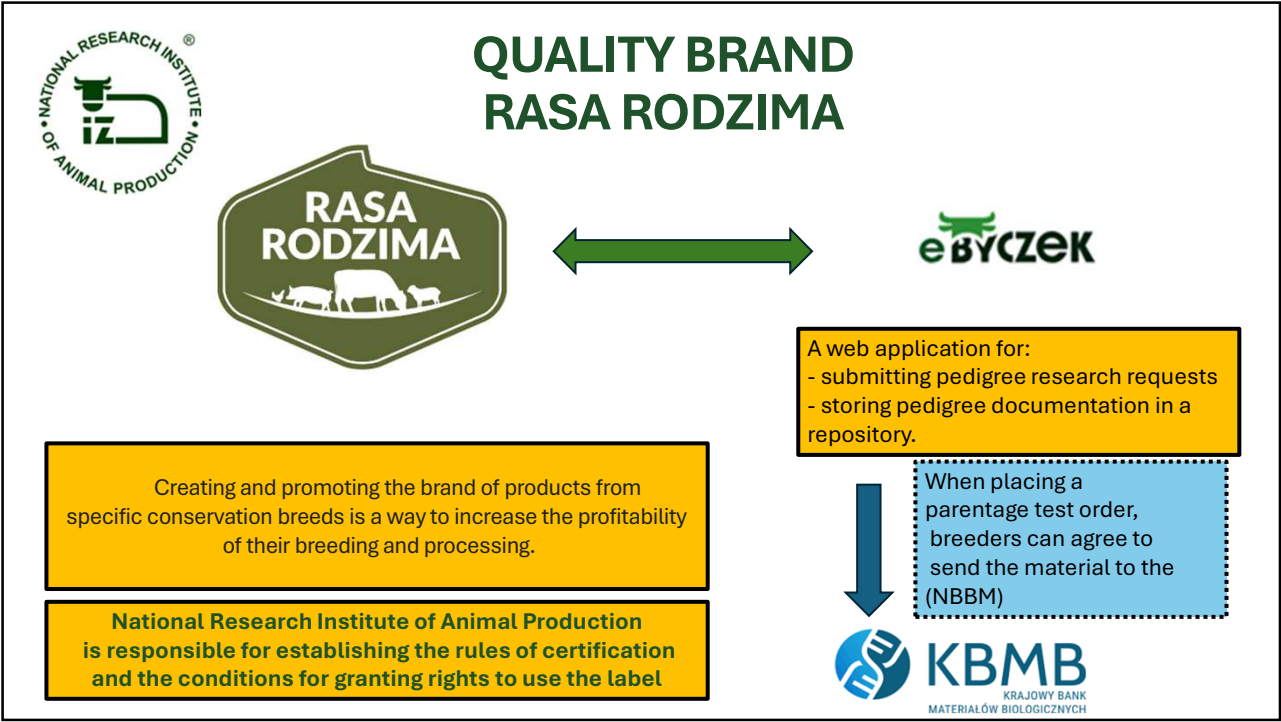 NATIONAL RESEARCH INSTITUTE ®
• OF ANIMAL PRODUCTION •
iz
QUALITY BRAND
RASA RODZIMA
RASA
RODZIMA
eBYCZEK
A web application for:
- submitting pedigree research requests
- storing pedigree documentation in a
repository.
Creating and promoting the brand of products from
specific conservation breeds is a way to increase the profitability
of their breeding and processing.
When placing a
parentage test order,
breeders can agree to
send the material to the
(NBBM)
National Research Institute of Animal Production
is responsible for establishing the rules of certification
and the conditions for granting rights to use the label
KBMB
KRAJOWY BANK
MATERIAŁÓW BIOLOGICZNYCH